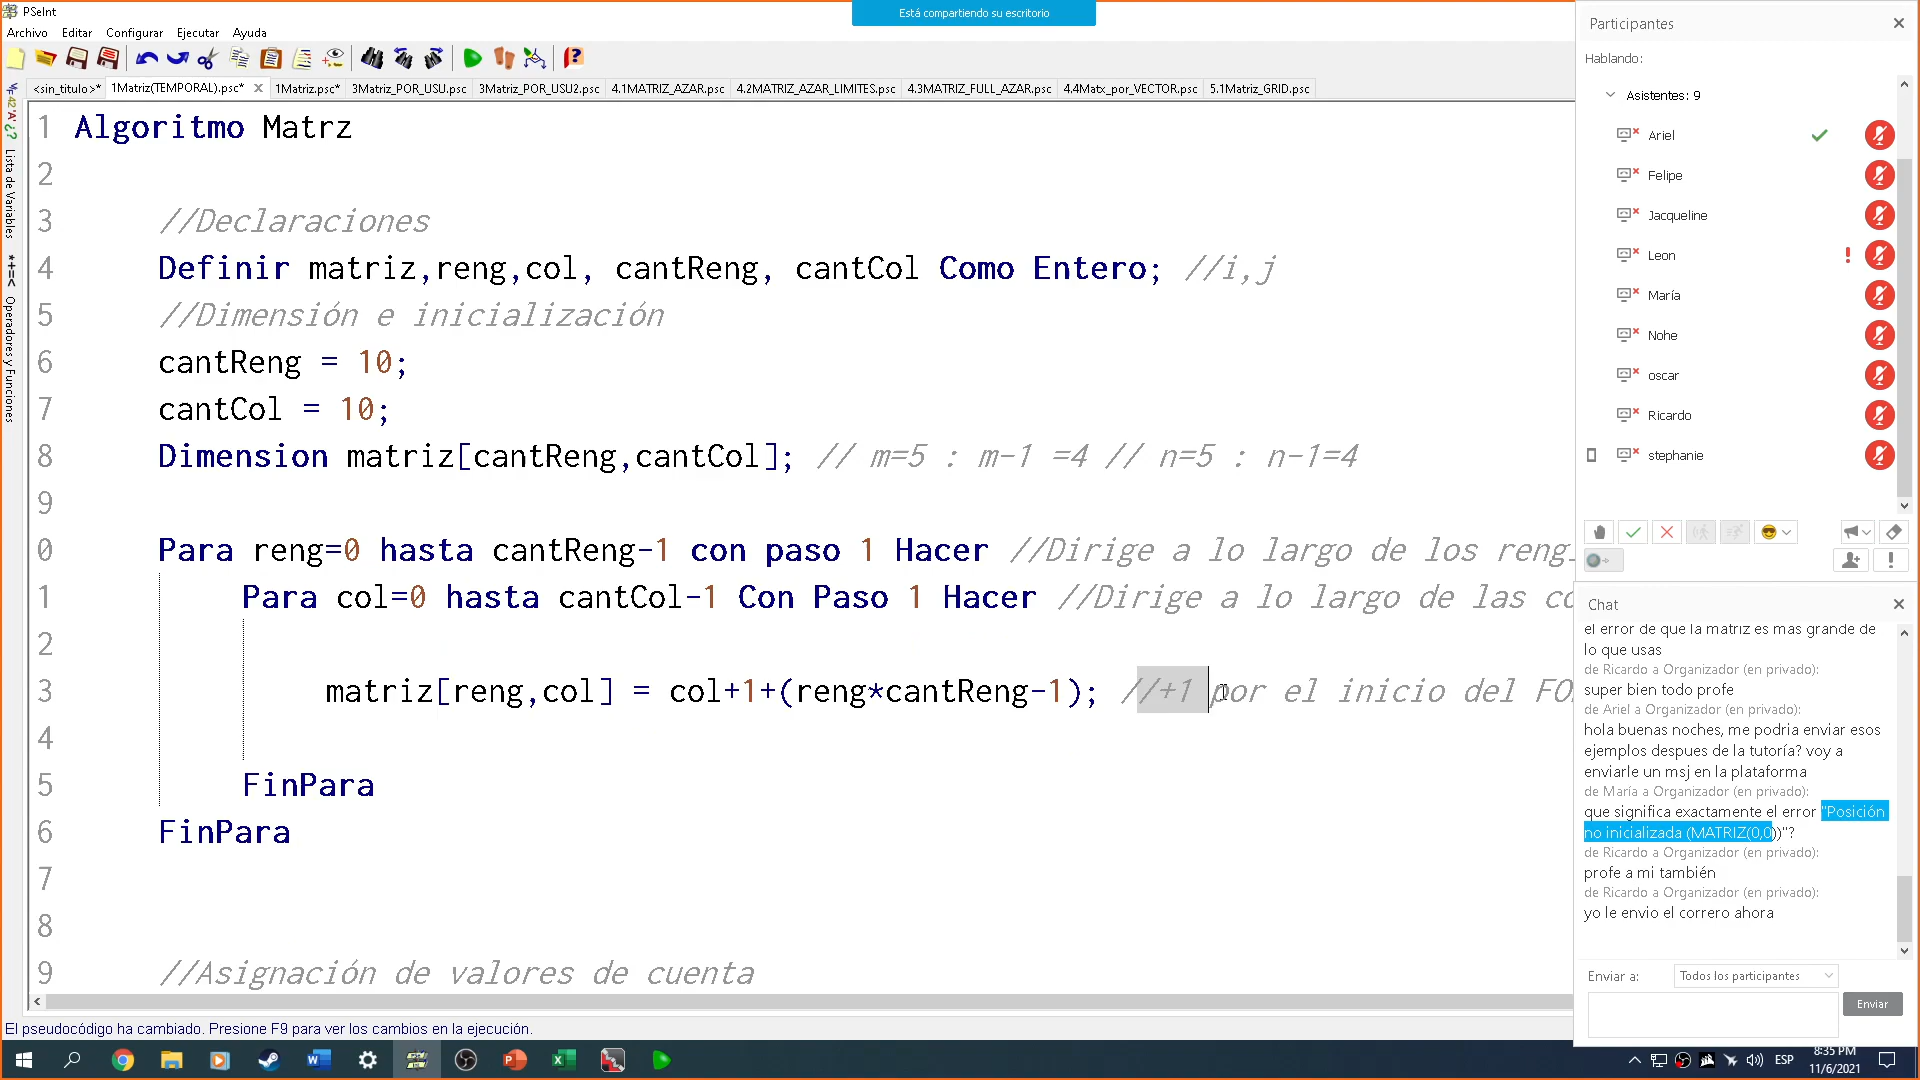 PSeInt
Está compartiendo su escritorio
Archivo Editar Configurar Ejecutar Ayuda
<sin_titulo>* 1Matriz(TEMPORAL).psc* 1Matriz.psc* 3Matriz_POR_USU.psc 3Matriz_POR_USU2.psc 4.1MATRIZ_AZAR.psc 4.2MATRIZ_AZAR_LIMITES.psc 4.3MATRIZ_FULL_AZAR.psc 4.4Matx_por_VECTOR.psc 5.1Matriz_GRID.psc
Lista de Variables
Operadores y Funciones
1 Algoritmo Matrz
2
3 //Declaraciones
4 Definir matriz,reng,col, cantReng, cantCol Como Entero; //i,j
5 //Dimensión e inicialización
6 cantReng = 10;
7 cantCol = 10;
8 Dimension matriz[cantReng,cantCol]; // m=5 : m-1 =4 // n=5 : n-1=4
9
0 Para reng=0 hasta cantReng-1 con paso 1 Hacer //Dirige a lo largo de los
1 Para col=0 hasta cantCol-1 Con Paso 1 Hacer //Dirige a lo largo de las
2
3 matriz[reng,col] = col+1+(reng*cantReng-1); //+1 por el inicio del
4
5 FinPara
6 FinPara
7
8
9 //Asignación de valores de cuenta
El pseudocódigo ha cambiado. Presione F9 para ver los cambios en la ejecución.
Participantes
Hablando:
Asistentes: 9
Ariel
Felipe
Jacqueline
Leon
María
Nohe
oscar
Ricardo
stephanie
Chat
el error de que la matriz es mas grande de
lo que usas
de Ricardo a Organizador (en privado):
super bien todo profe
de Ariel a Organizador (en privado):
hola buenas noches, me podria enviar esos
ejemplos despues de la tutoría? voy a
enviarle un msj en la plataforma
de María a Organizador (en privado):
que significa exactamente el error "Posición
no inicializada (MATRIZ(0,0))"?
de Ricardo a Organizador (en privado):
profe a mi también
de Ricardo a Organizador (en privado):
yo le envio el correro ahora
Enviar a: Todos los participantes
Enviar
ESP
8:35 PM
11/6/2021